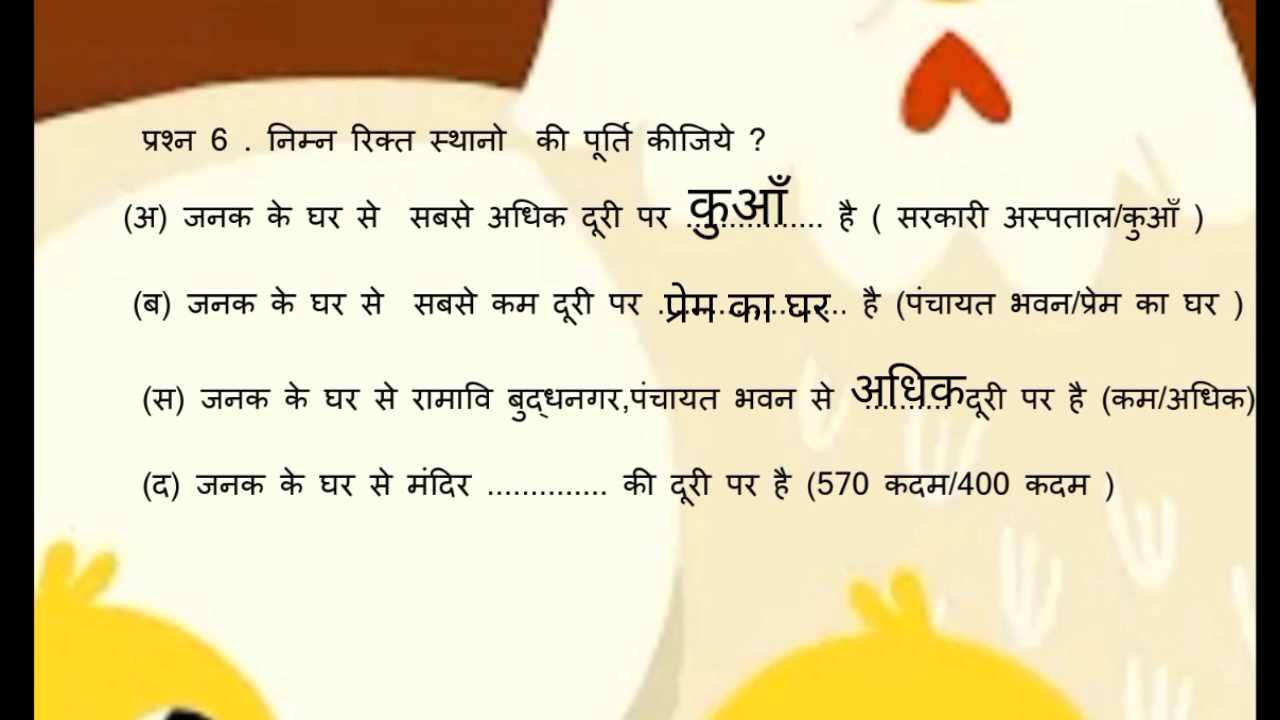 प्रश्न 6 . निम्न रिक्त स्थानो की पूर्ति कीजिये ?
(अ) जनक के घर से सबसे अधिक दूरी पर कुआँ ................ है ( सरकारी अस्पताल/कुआँ )
(ब) जनक के घर से सबसे कम दूरी पर प्रेम का घर ...................... है (पंचायत भवन/प्रेम का घर )
(स) जनक के घर से रामावि बुद्धनगर,पंचायत भवन से अधिक .......... दूरी पर है (कम/अधिक)
(द) जनक के घर से मंदिर .............. की दूरी पर है (570 कदम/400 कदम )